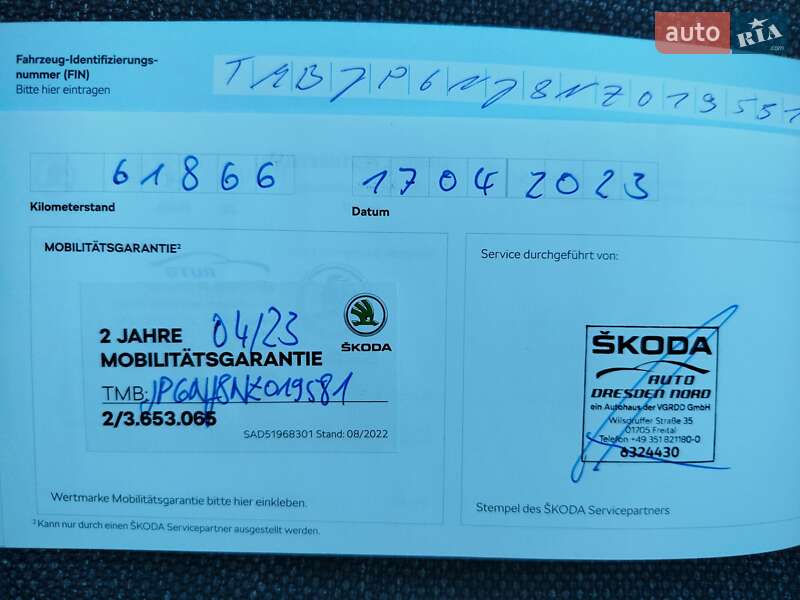 auto RIA
.com
Fahrzeug-Identifizierungs-
nummer (FIN)
Bitte hier eintragen
TMBJP6NJ8NZ019581
61866
Kilometerstand
17 04 2023
Datum
MOBILITÄTSGARANTIE²
2 JAHRE 04/23
MOBILITÄTSGARANTIE
ŠKODA
TMB: JP6NJ8NZ019581
2/3.653.065
SAD51968301 Stand: 08/2022
Wertmarke Mobilitätsgarantie bitte hier einkleben.
²Kann nur durch einen ŠKODA Servicepartner ausgestellt werden.
Service durchgeführt von:
ŠKODA
AUTO
DRESDEN NORD
ein Autohaus der VGRDD GmbH
Wilsdruffer Straße 35
01705 Freital
Telefon +49 351 821180-0
6324430
Stempel des ŠKODA Servicepartners